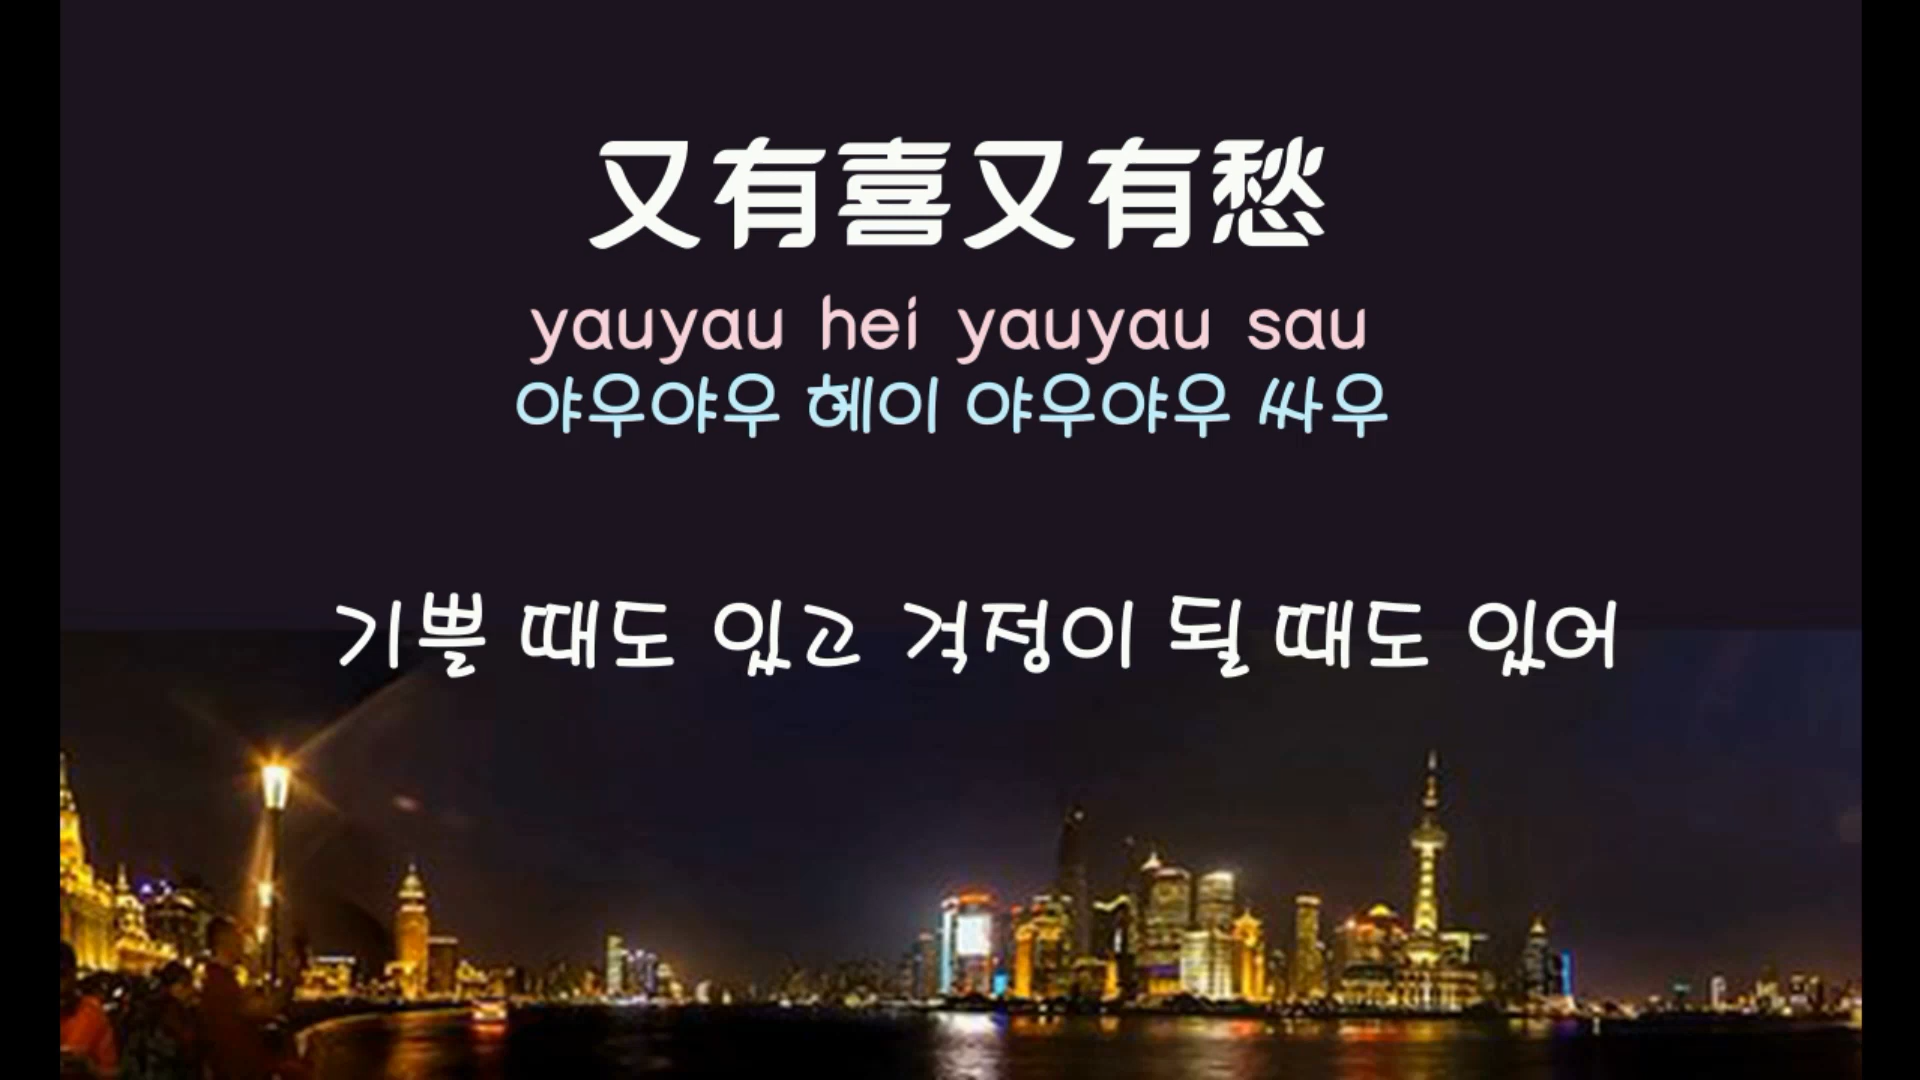 又有喜又有愁
yauyau hei yauyau sau
야우야우 헤이 야우야우 싸우
기쁠 때도 있고 걱정이 될 때도 있어